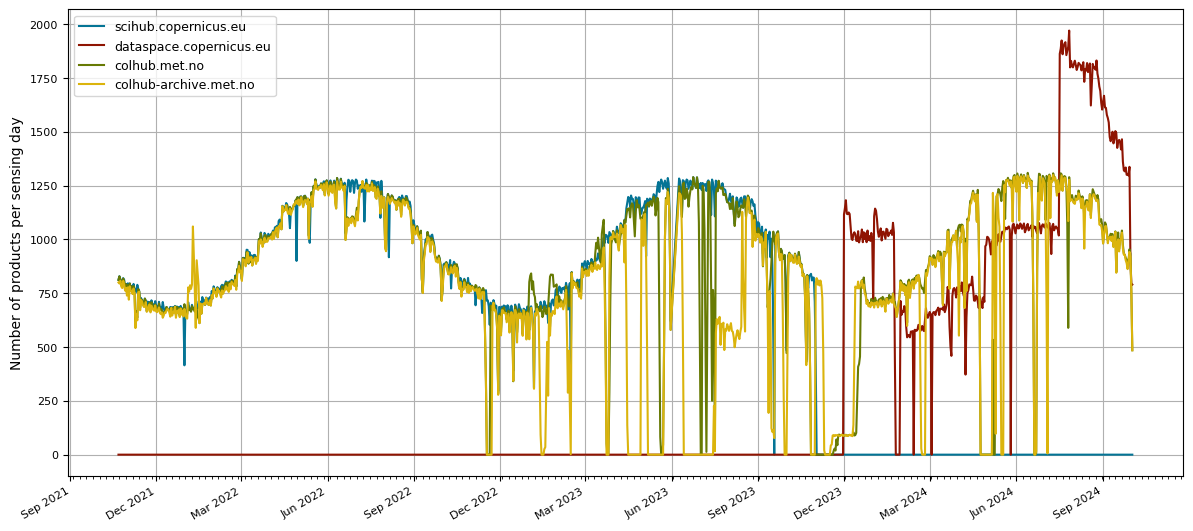 scihub.copernicus.eu
dataspace.copernicus.eu
colhub.met.no
colhub-archive.met.no
Number of products per sensing day
2000
1750
1500
1250
1000
750
500
250
0
Sep 2021
Dec 2021
Mar 2022
Jun 2022
Sep 2022
Dec 2022
Mar 2023
Jun 2023
Sep 2023
Dec 2023
Mar 2024
Jun 2024
Sep 2024